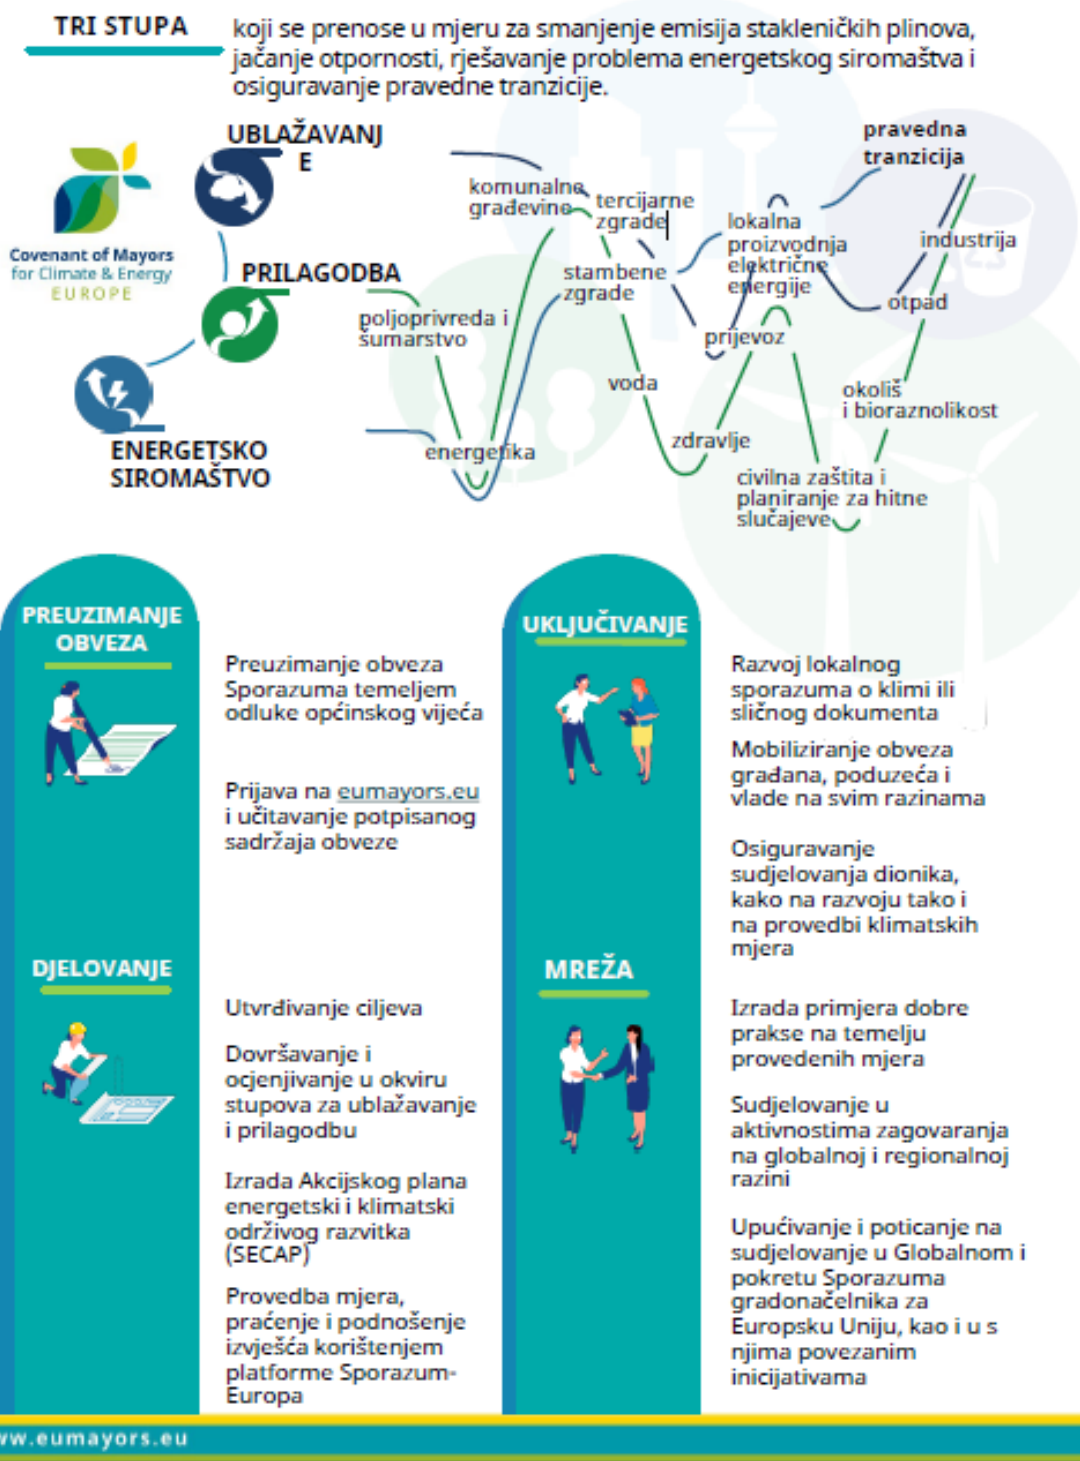 TRI STUPA
koji se prenose u mjeru za smanjenje emisija stakleničkih plinova,
jačanje otpornosti, rješavanje problema energetskog siromaštva i
osiguravanje pravedne tranzicije.
UBLAŽAVANJ
E
Covenant of Mayors
for Climate & Energy
EUROPE
PRILAGODBA
ENERGETSKO
SIROMAŠTVO
poljoprivreda i
šumarstvo
energetika
komunalne
građevine
tercijarne
zgrade
stambene
zgrade
voda
zdravlje
lokalna
proizvodnja
električne
energije
prijevoz
civilna zaštita i
planiranje za hitne
slučajeve
okoliš
i bioraznolikost
otpad
industrija
pravedna
tranzicija
PREUZIMANJE
OBVEZA
Preuzimanje obveza
Sporazuma temeljem
odluke općinskog vijeća
Prijava na eumayors.eu
i učitavanje potpisanog
sadržaja obveze
UKLJUČIVANJE
Razvoj lokalnog
sporazuma o klimi ili
sličnog dokumenta
Mobiliziranje obveza
građana, poduzeća i
vlade na svim razinama
Osiguravanje
sudjelovanja dionika,
kako na razvoju tako i
na provedbi klimatskih
mjera
DJELOVANJE
Utvrđivanje ciljeva
Dovršavanje i
ocjenjivanje u okviru
stupova za ublažavanje
i prilagodbu
Izrada Akcijskog plana
energetski i klimatski
održivog razvitka
(SECAP)
Provedba mjera,
praćenje i podnošenje
izvješća korištenjem
platforme Sporazum-
Europa
MREŽA
Izrada primjera dobre
prakse na temelju
provedenih mjera
Sudjelovanje u
aktivnostima zagovaranja
na globalnoj i regionalnoj
razini
Upućivanje i poticanje na
sudjelovanje u Globalnom i
pokretu Sporazuma
gradonačelnika za
Europsku Uniju, kao i u s
njima povezanim
inicijativama
ww.eumayors.eu